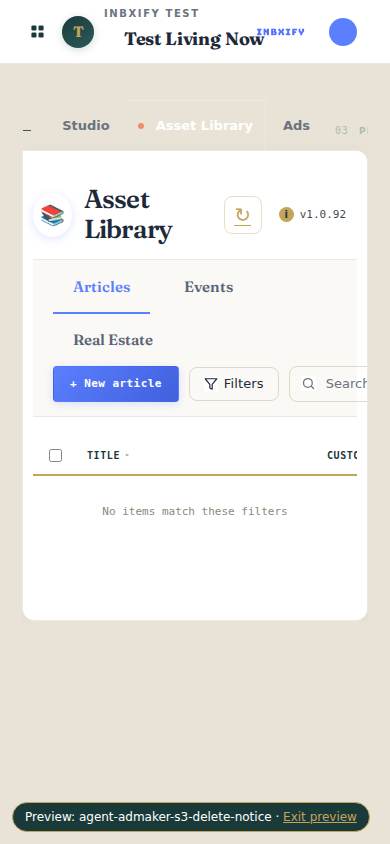 INBXIFY TEST
T
Test Living Now
INBXIFY
Studio
Asset Library
Ads
03
Asset
Library
v1.0.92
Articles
Events
Real Estate
+ New article
Filters
Search
TITLE
CUSTO
No items match these filters
Preview: agent-admaker-s3-delete-notice · Exit preview